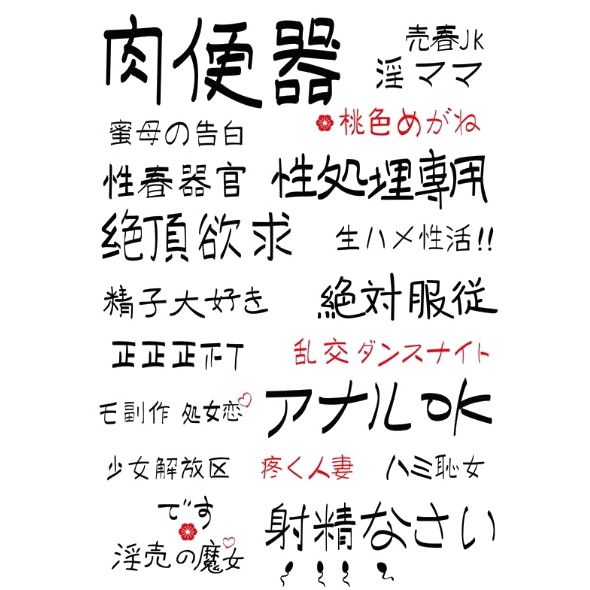 肉便器
売春JK
淫ママ
蜜母の告白
桃色めがね
性春器官
性処理専用
絶頂欲求
生ハメ性活!!
精子大好き
絶対服従
正正正下T
乱交ダンスナイト
モ副作 処女恋
アナルOK
少女解放区
疼く人妻
ハミ恥女
です
淫売の魔女
射精なさい